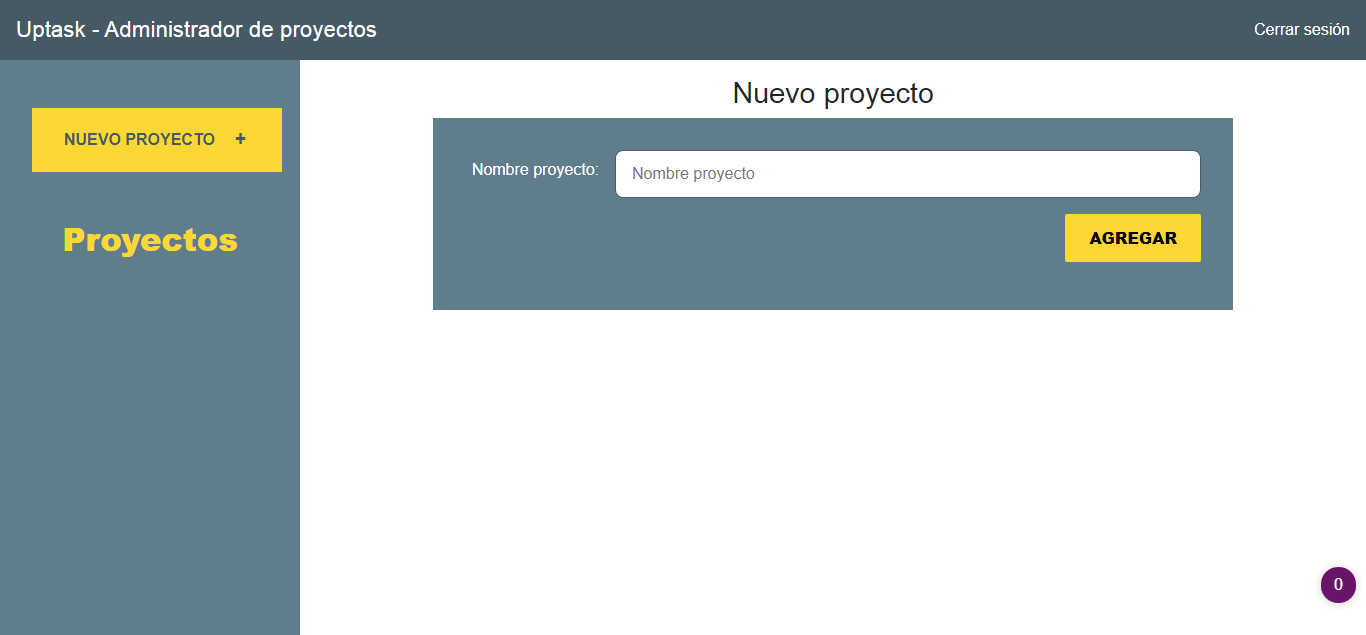 Uptask - Administrador de proyectos
Cerrar sesión
NUEVO PROYECTO +
Proyectos
Nuevo proyecto
Nombre proyecto:
Nombre proyecto
AGREGAR
0